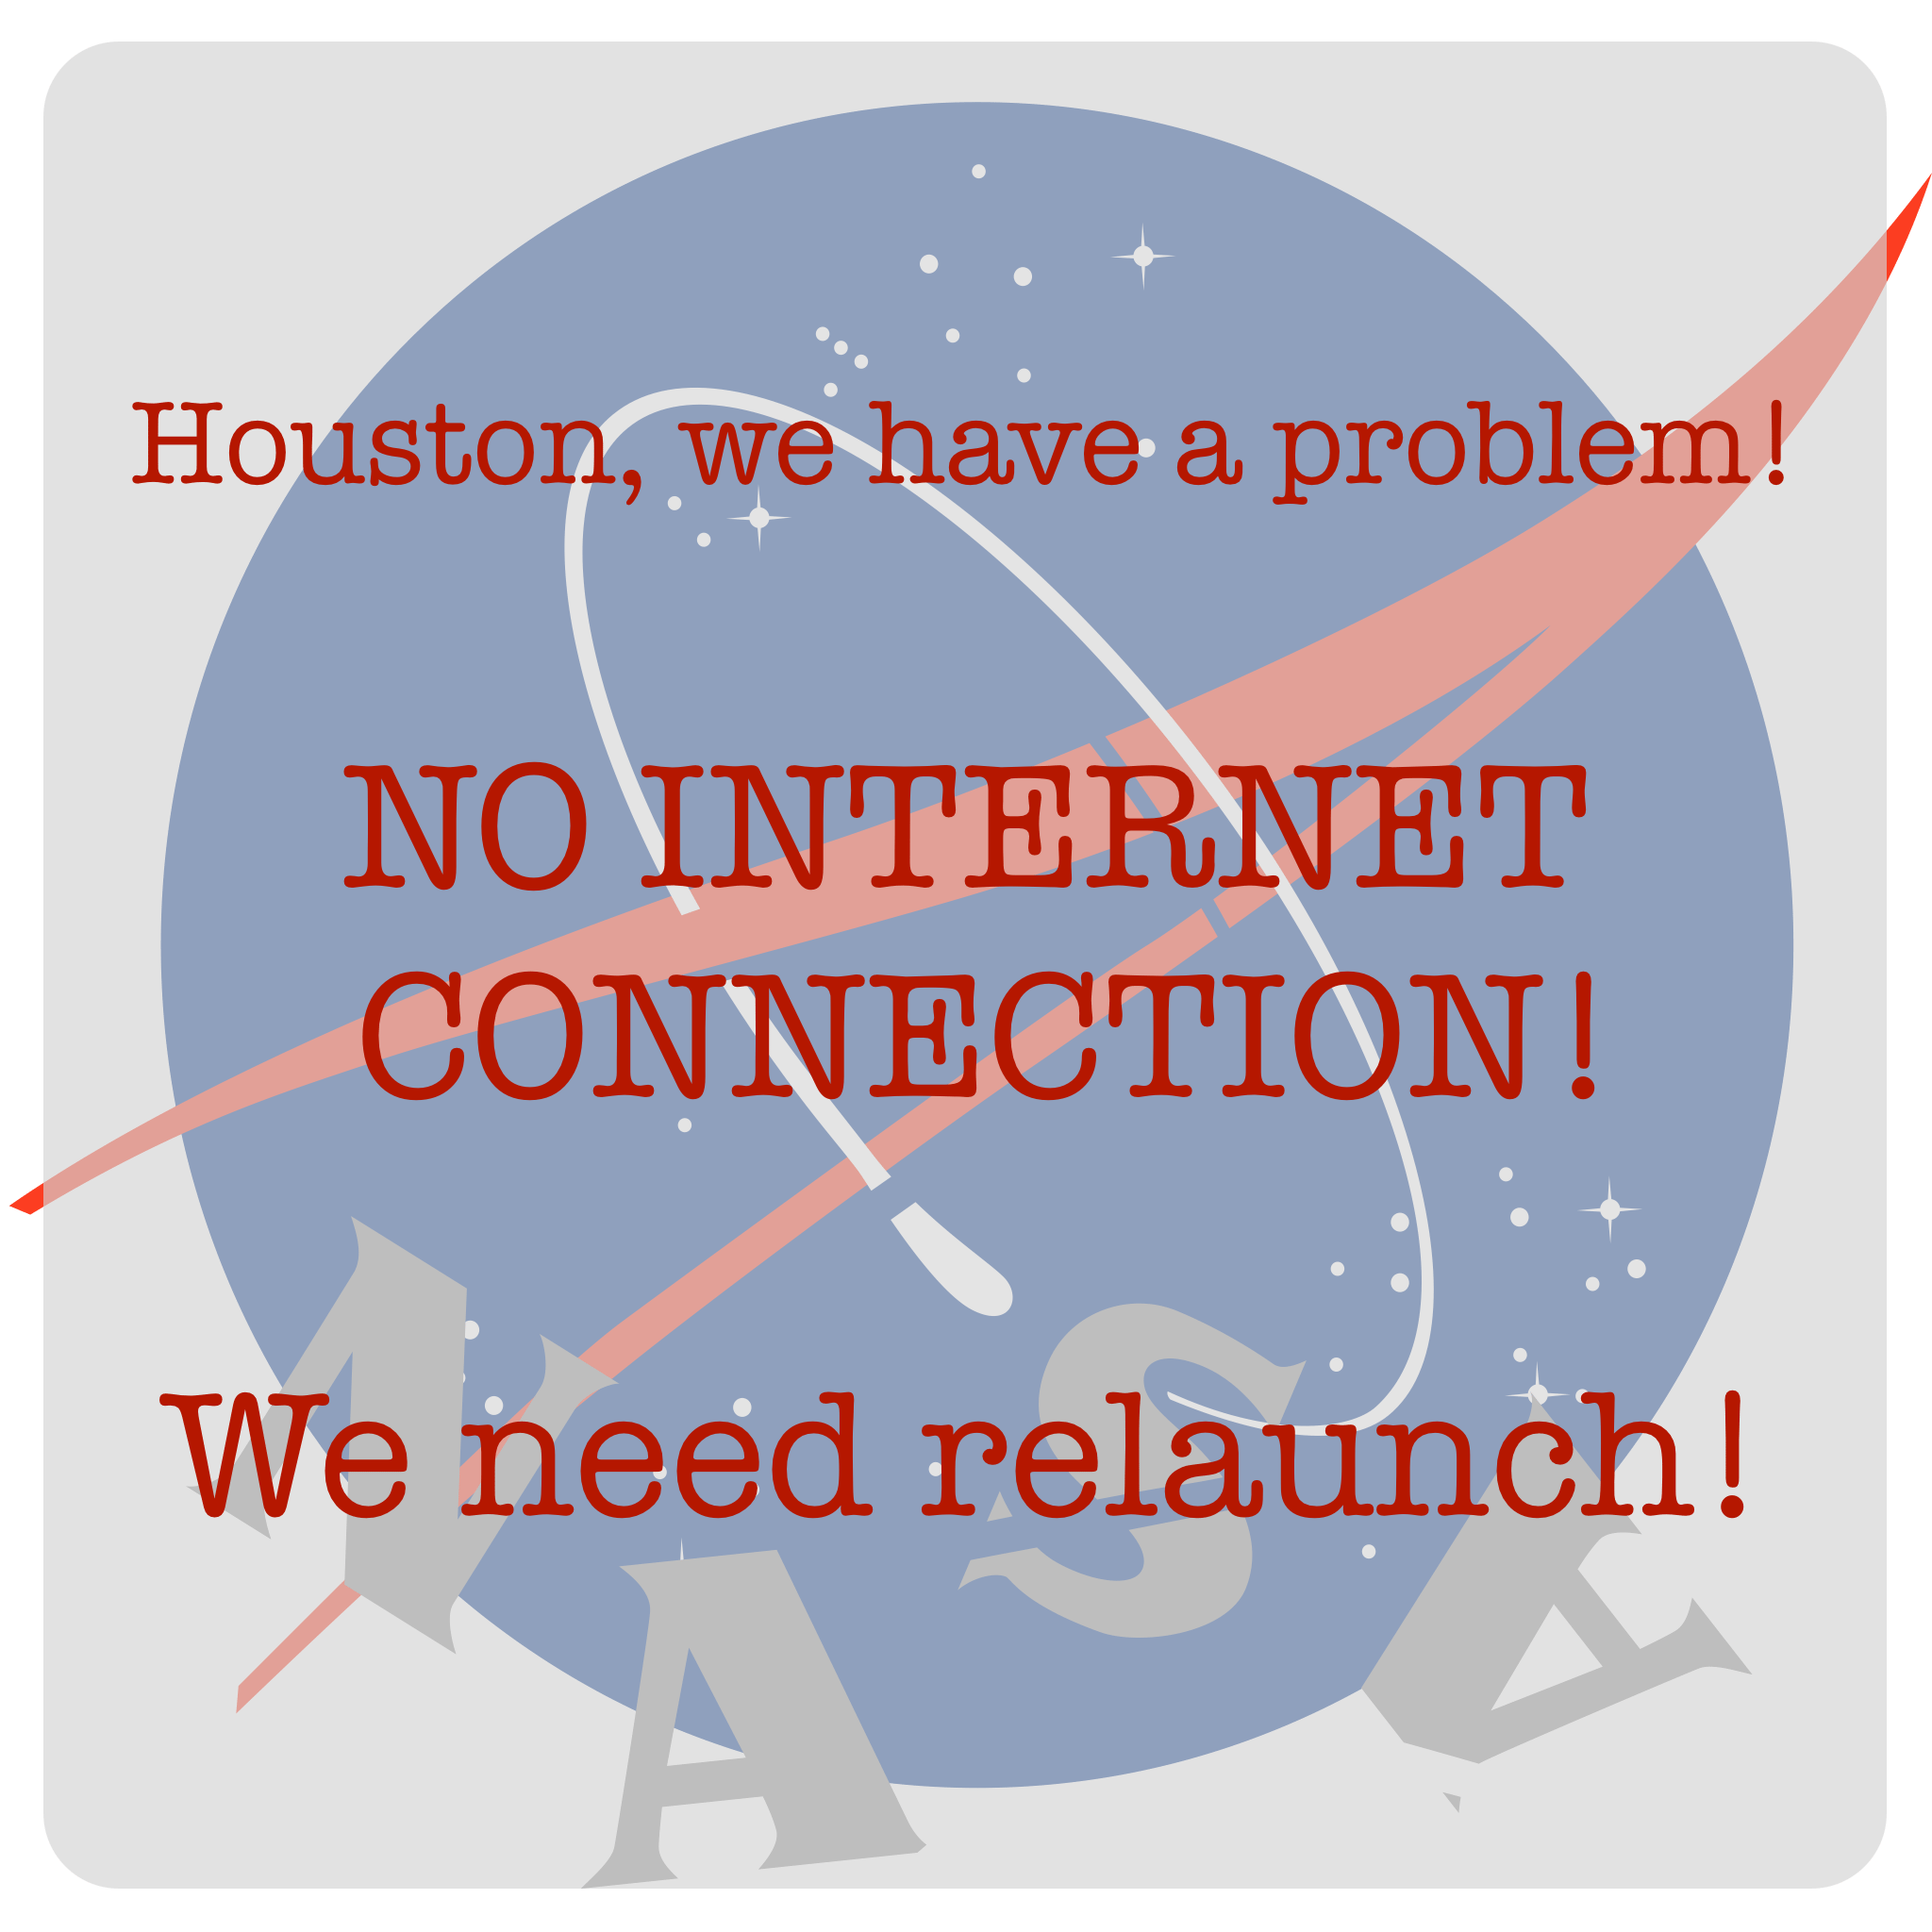 Houston, we have a problem!
NO INTERNET
CONNECTION!
We need relaunch!
N A S A